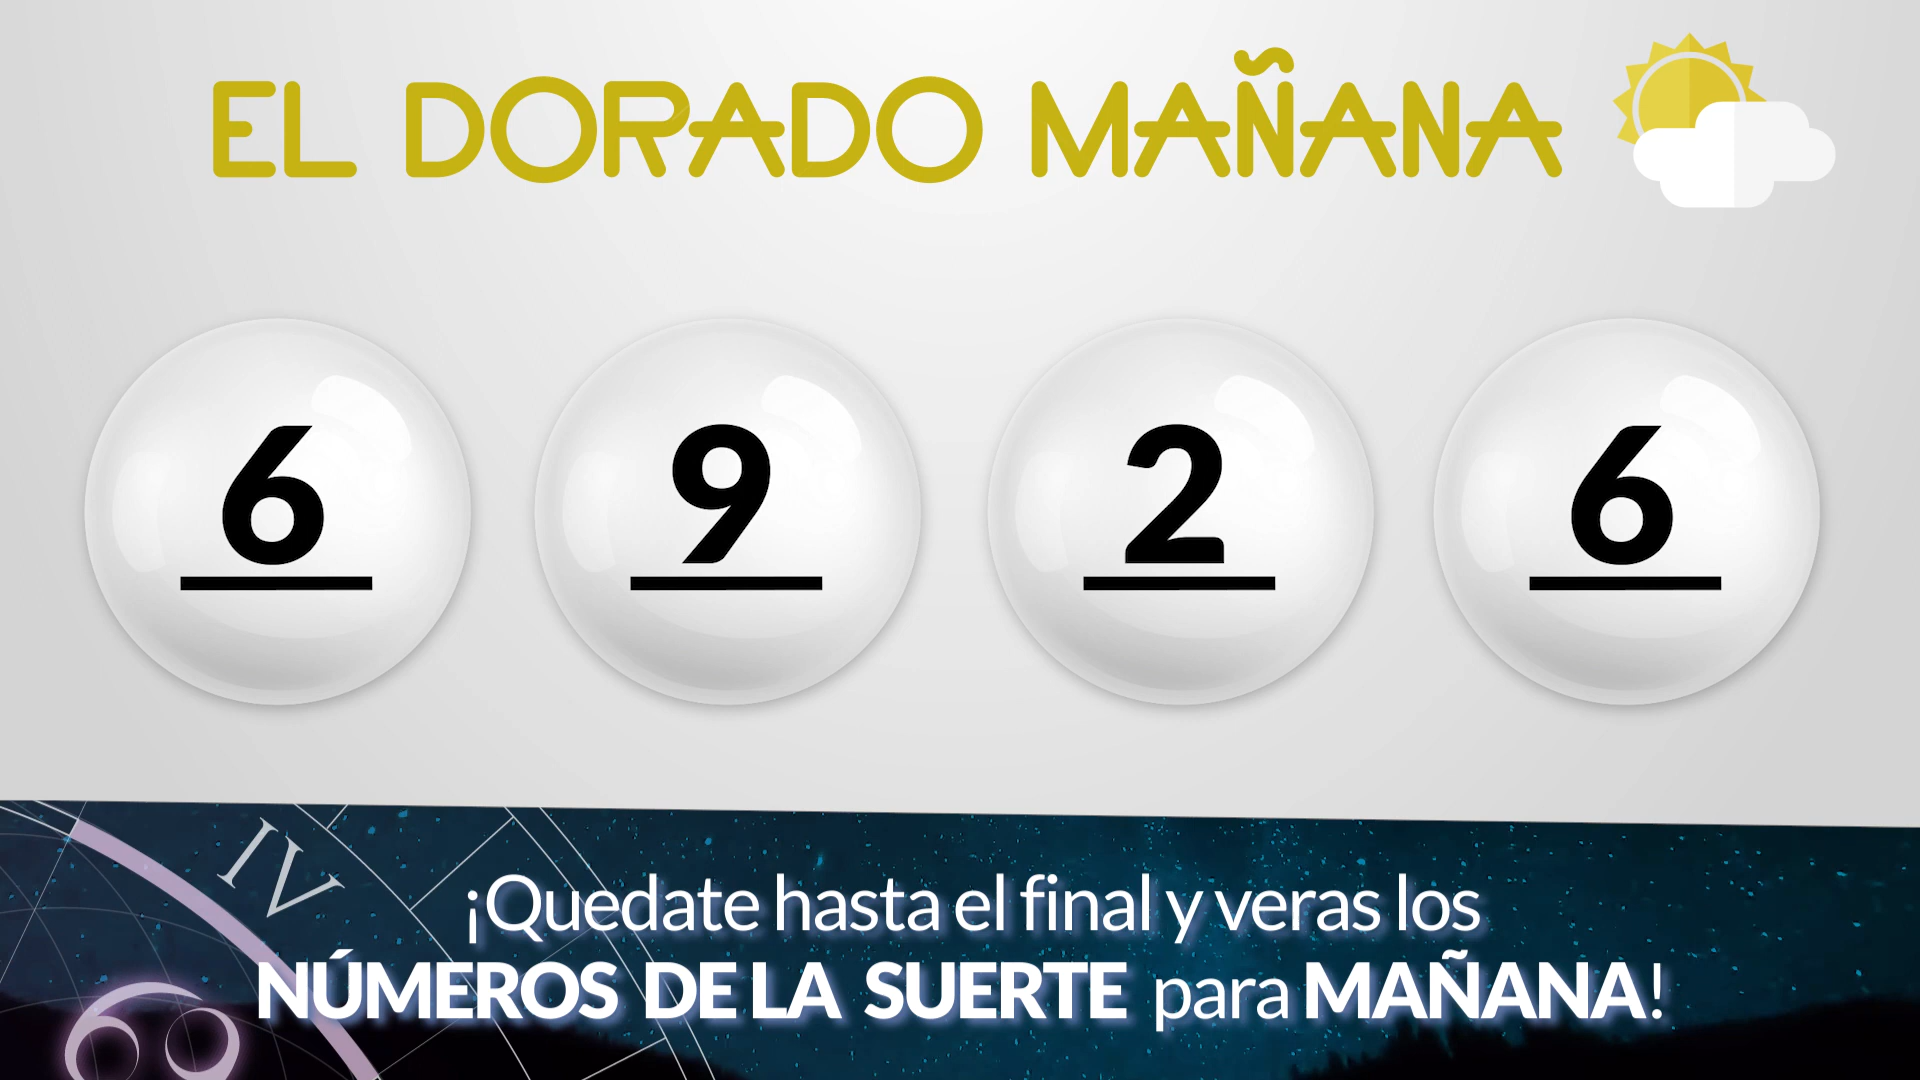 EL DORADO MAÑANA
6 9 2 6
IV
¡Quedate hasta el final y veras los
NÚMEROS DE LA SUERTE para MAÑANA!